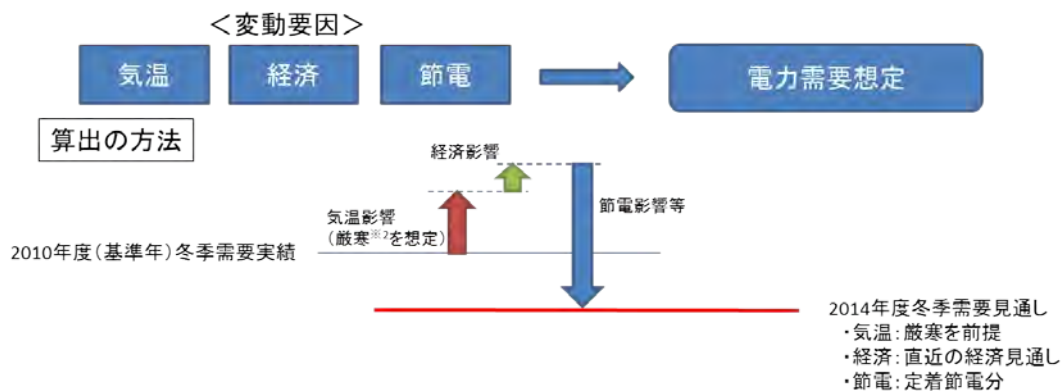 ＜変動要因＞
気温
経済
節電
電力需要想定
算出の方法
経済影響
気温影響
（厳寒※2を想定）
節電影響等
2010年度（基準年）冬季需要実績
2014年度冬季需要見通し
・気温：厳寒を前提
・経済：直近の経済見通し
・節電：定着節電分